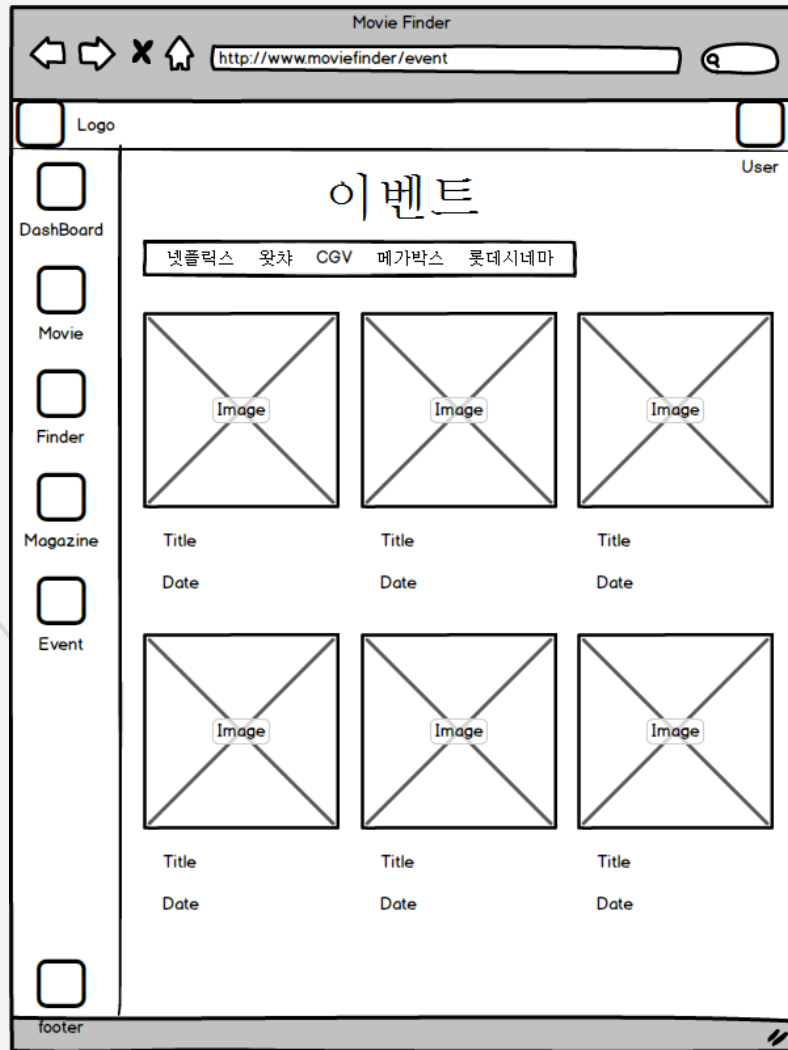 Movie Finder
http://www.moviefinder/event
Logo
User
DashBoard
Movie
Finder
Magazine
Event
footer
이벤트
넷플릭스 왓챠 CGV 메가박스 롯데시네마
Image Image Image
Title Title Title
Date Date Date
Image Image Image
Title Title Title
Date Date Date